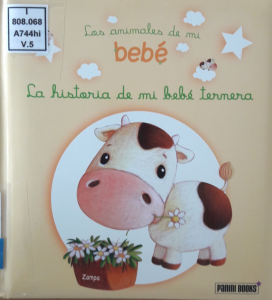 I
808.068
A744hi
V.5
Los animales de mi
bebé
La historia de mi bebé ternera
Zampa
PANINI BOOKS